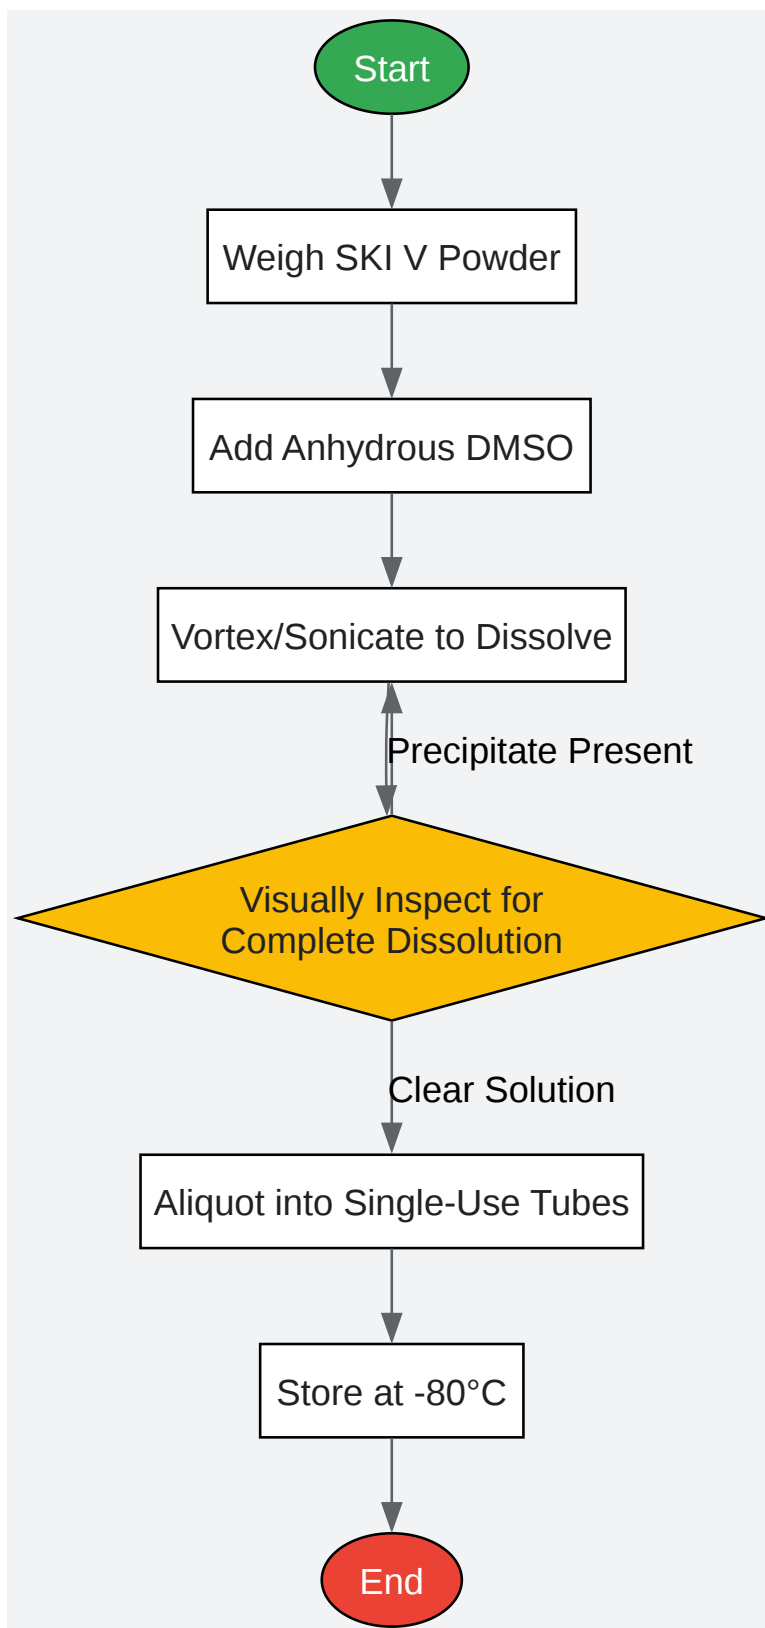 Start
Weigh SKI V Powder
Add Anhydrous DMSO
Vortex/Sonicate to Dissolve
Precipitate Present
Visually Inspect for
Complete Dissolution
Clear Solution
Aliquot into Single-Use Tubes
Store at -80°C
End